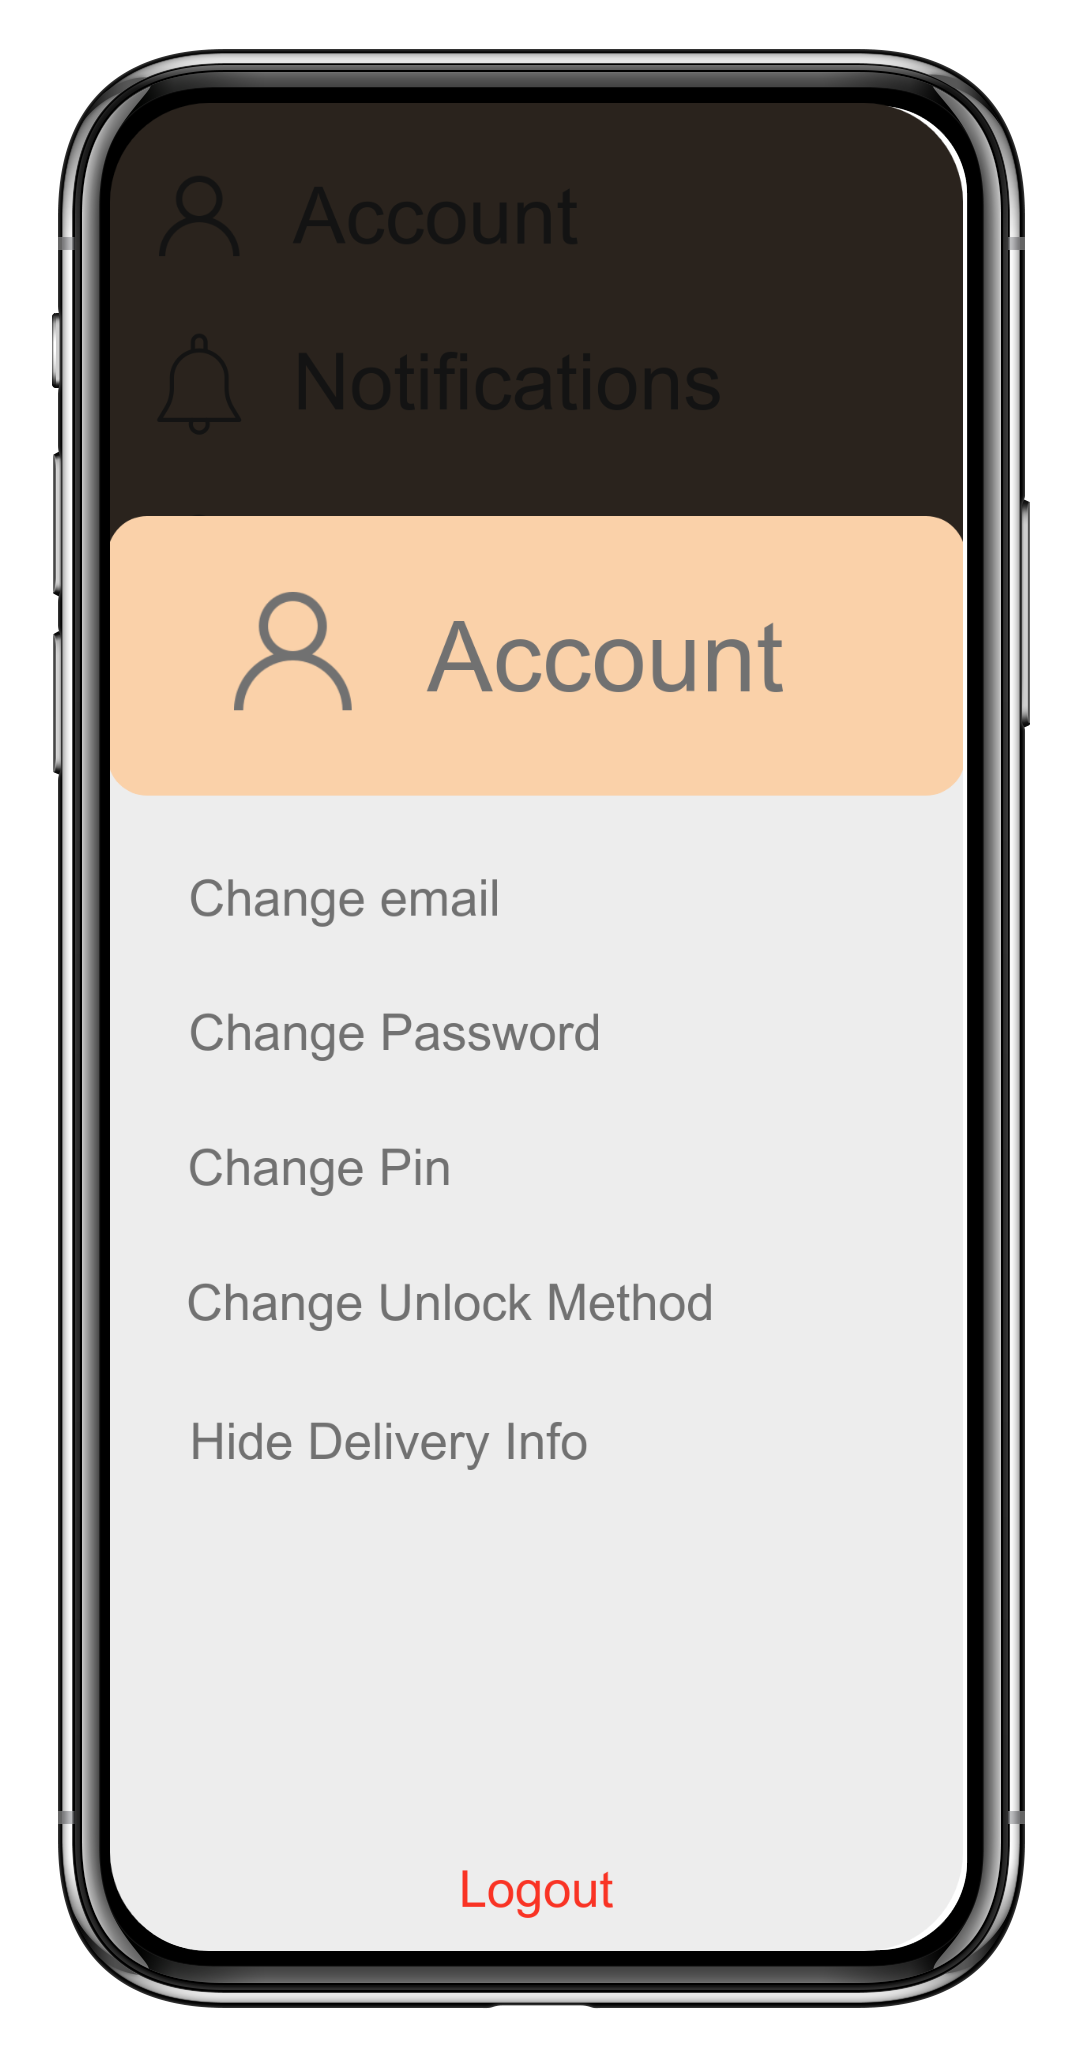 Account
Notifications
Account
Change email
Change Password
Change Pin
Change Unlock Method
Hide Delivery Info
Logout